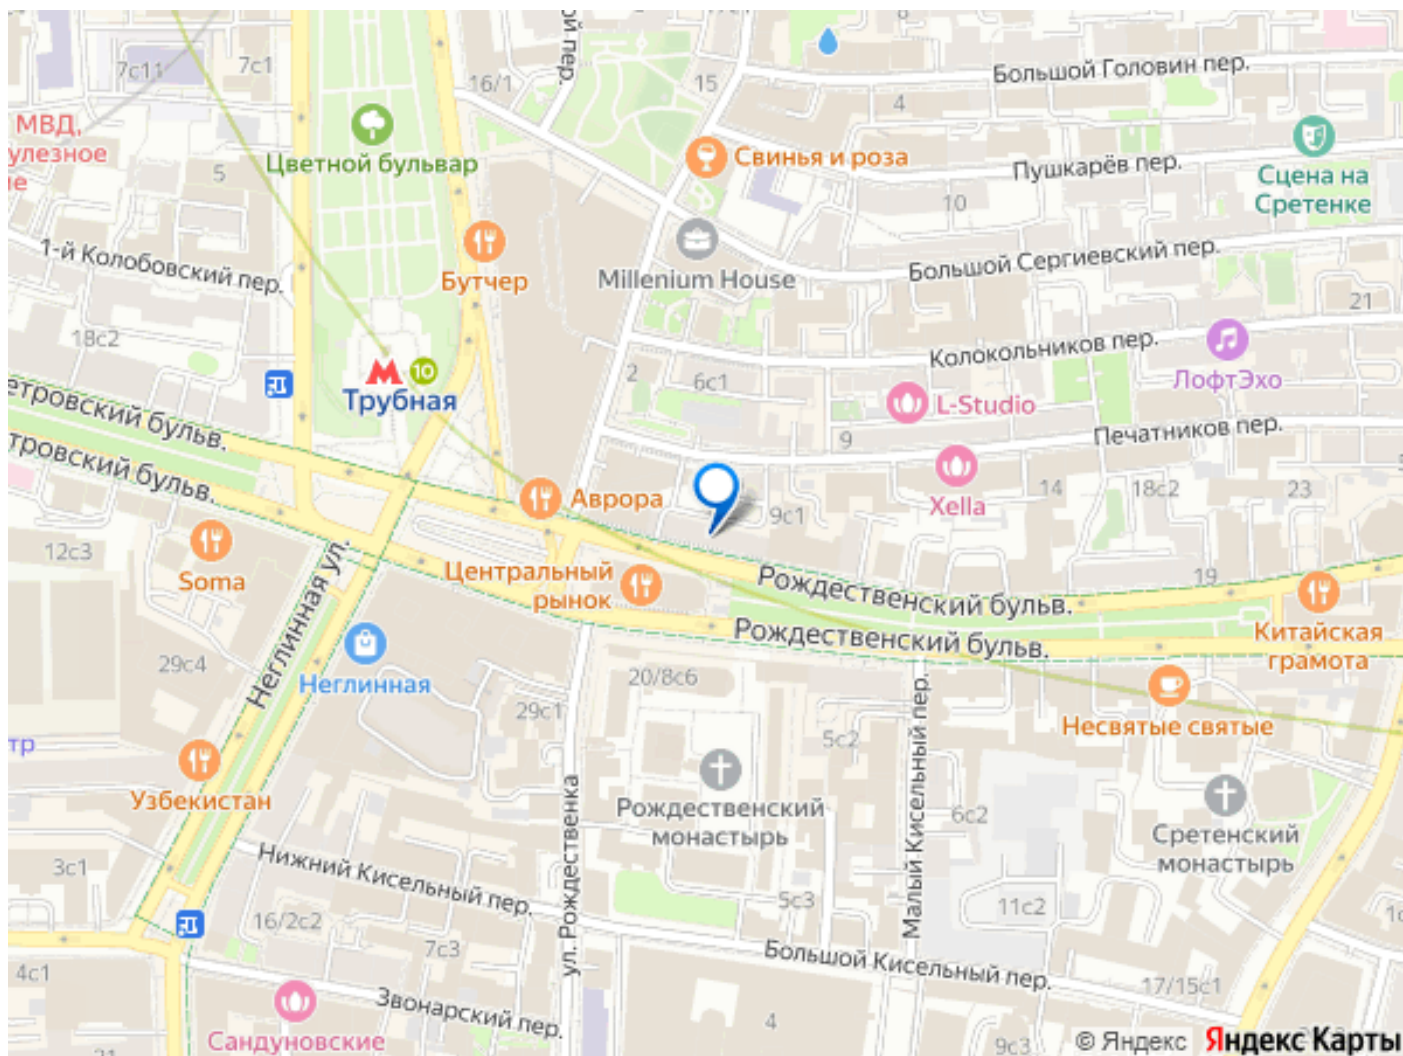 ой пер.
7с11
7с1
16/1
15
8
4
Большой Головин пер.
МВД,
улезное
ие
Цветной бульвар
5
Свинья и роза
Пушкарёв пер.
Сцена на
Сретенке
10
1-й Колобовский пер.
Бутчер
Millenium House
Большой Сергиевский пер.
21
18с2
10
Трубная
2
6с1
Колокольников пер.
ЛофтЭхо
L-Studio
9
Печатников пер.
етровский бульв.
тровский бульв.
Аврора
9с1
Xella
14
18с2
23
12с3
Soma
Неглинная ул.
Центральный
рынок
Рождественский бульв.
19
Рождественский бульв.
Китайская
грамота
29с4
Неглинная
20/8с6
29с1
Несвятые святые
5с2
Малый Кисельный пер.
тр
Узбекистан
Рождественский
монастырь
6с2
Сретенский
монастырь
3с1
Нижний Кисельный пер.
ул. Рождественка
16/2с2
7с3
5с3
11с2
Большой Кисельный пер.
4с1
Звонарский пер.
17/15с1
Сандуновские
21
4
9с3
© Яндекс Яндекс Карты